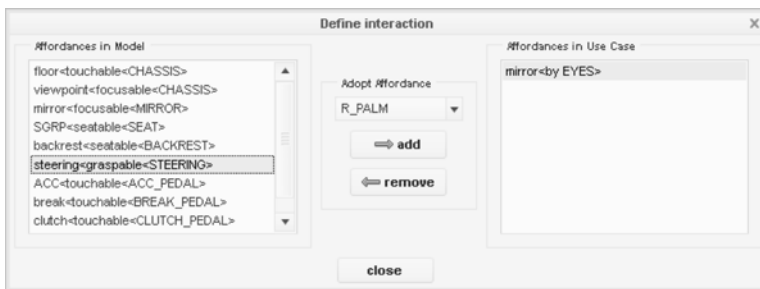 Define interaction
X
Affordances in Model
floor<touchable<CHASSIS>
viewpoint<focusable<CHASSIS>
mirror<focusable<MIRROR>
SGRP<seatable<SEAT>
backrest<seatable<BACKREST>
steering<graspable<STEERING>
ACC<touchable<ACC_PEDAL>
break<touchable<BREAK_PEDAL>
clutch<touchable<CLUTCH_PEDAL>
Adopt Affordance
R_PALM
add
remove
Affordances in Use Case
mirror<by EYES>
close